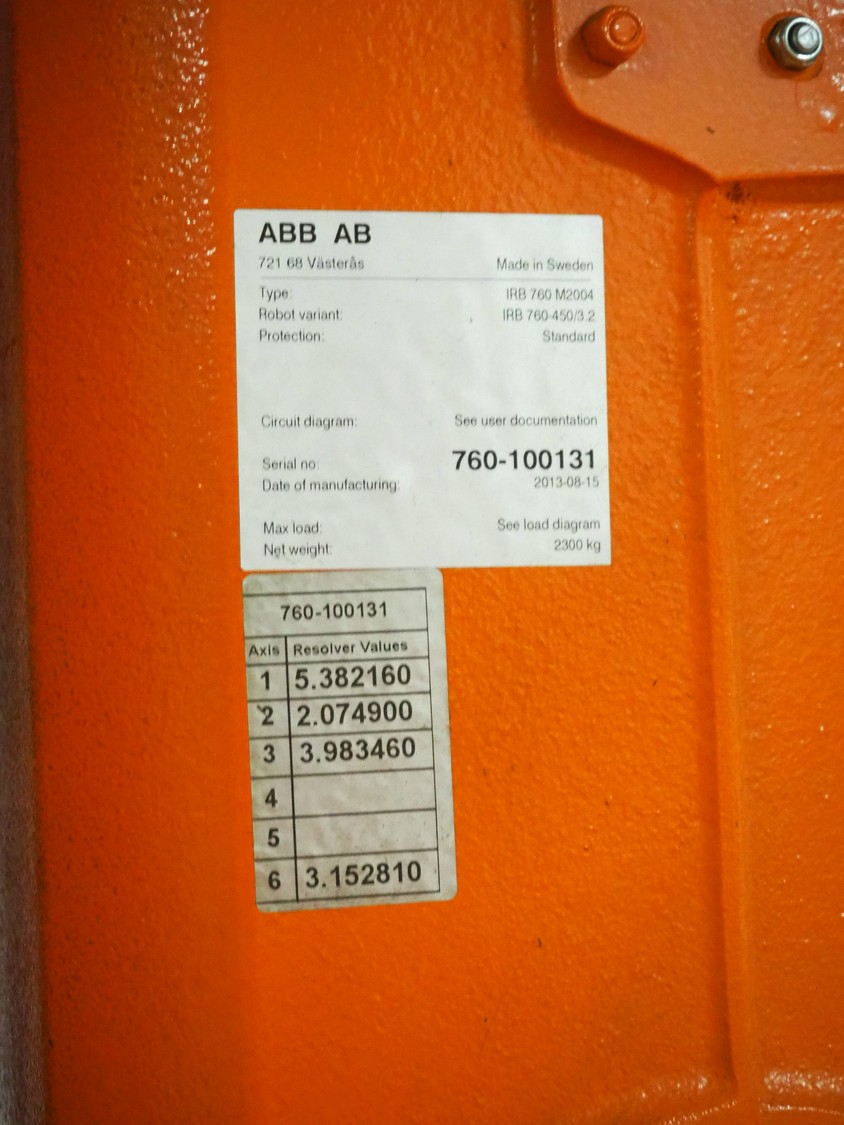 ABB AB
721 68 Västerås Made in Sweden
Type: IRB 760 M2004
Robot variant: IRB 760-450/3.2
Protection: Standard
Circuit diagram: See user documentation
Serial no: 760-100131
Date of manufacturing: 2013-08-15
Max load: See load diagram
Net weight: 2300 kg
760-100131
Axis Resolver Values
1 5.382160
2 2.074900
3 3.983460
4
5
6 3.152810